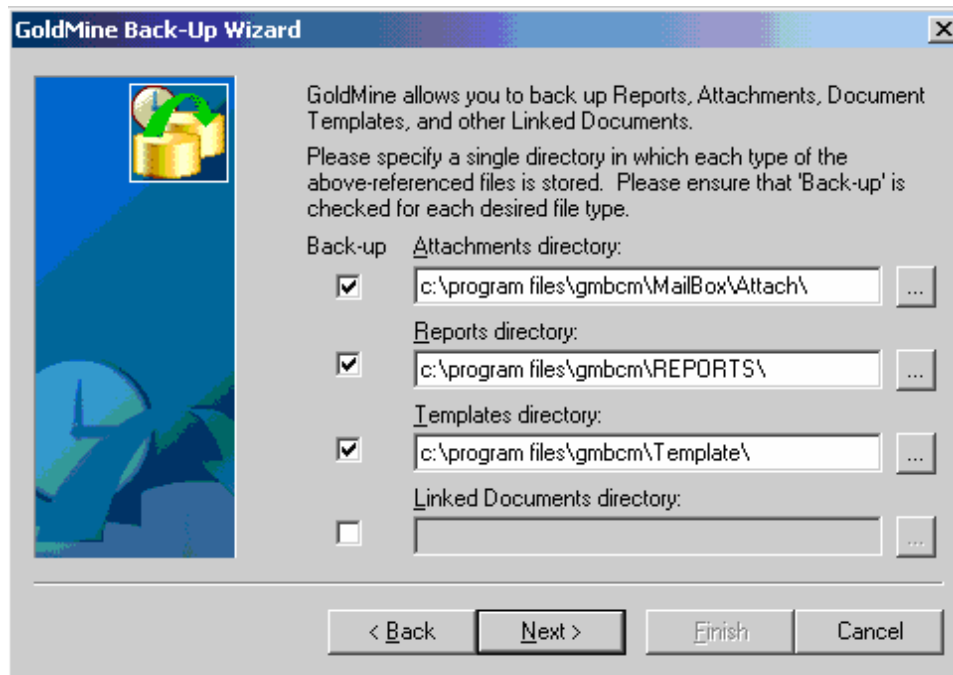 GoldMine Back-Up Wizard
GoldMine allows you to back up Reports, Attachments, Document
Templates, and other Linked Documents.
Please specify a single directory in which each type of the
above-referenced files is stored.  Please ensure that 'Back-up' is
checked for each desired file type.
Back-up Attachments directory:
c:\program files\gmbcm\MailBox\Attach\ ...
Reports directory:
c:\program files\gmbcm\REPORTS\ ...
Templates directory:
c:\program files\gmbcm\Template\ ...
Linked Documents directory:
...
< Back Next > Finish Cancel